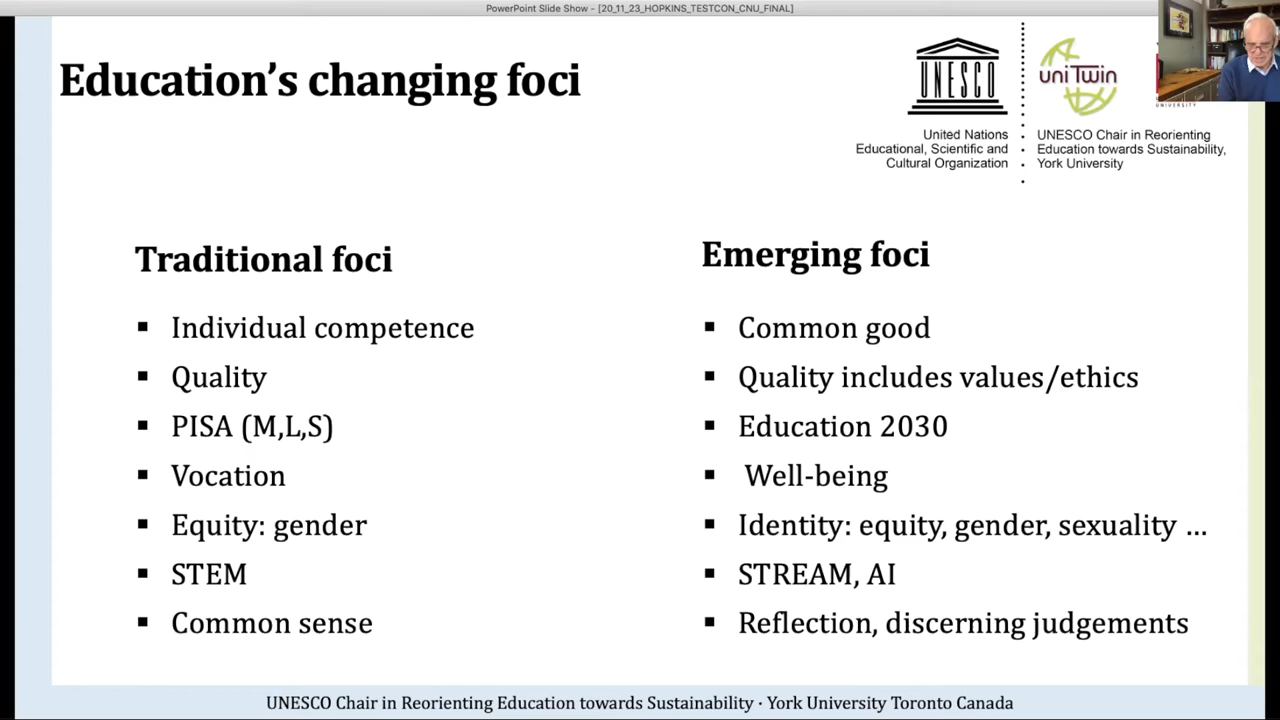 PowerPoint Slide Show - [20_11_23_HOPKINS_TESTCON_CNU_FINAL]
Education’s changing foci
UNESCO
United Nations
Educational, Scientific and
Cultural Organization
uniTwin
UNIVERSITY
UNESCO Chair in Reorienting
Education towards Sustainability,
York University
Traditional foci
▪ Individual competence
▪ Quality
▪ PISA (M,L,S)
▪ Vocation
▪ Equity: gender
▪ STEM
▪ Common sense
Emerging foci
▪ Common good
▪ Quality includes values/ethics
▪ Education 2030
▪ Well-being
▪ Identity: equity, gender, sexuality ...
▪ STREAM, AI
▪ Reflection, discerning judgements
UNESCO Chair in Reorienting Education towards Sustainability · York University Toronto Canada